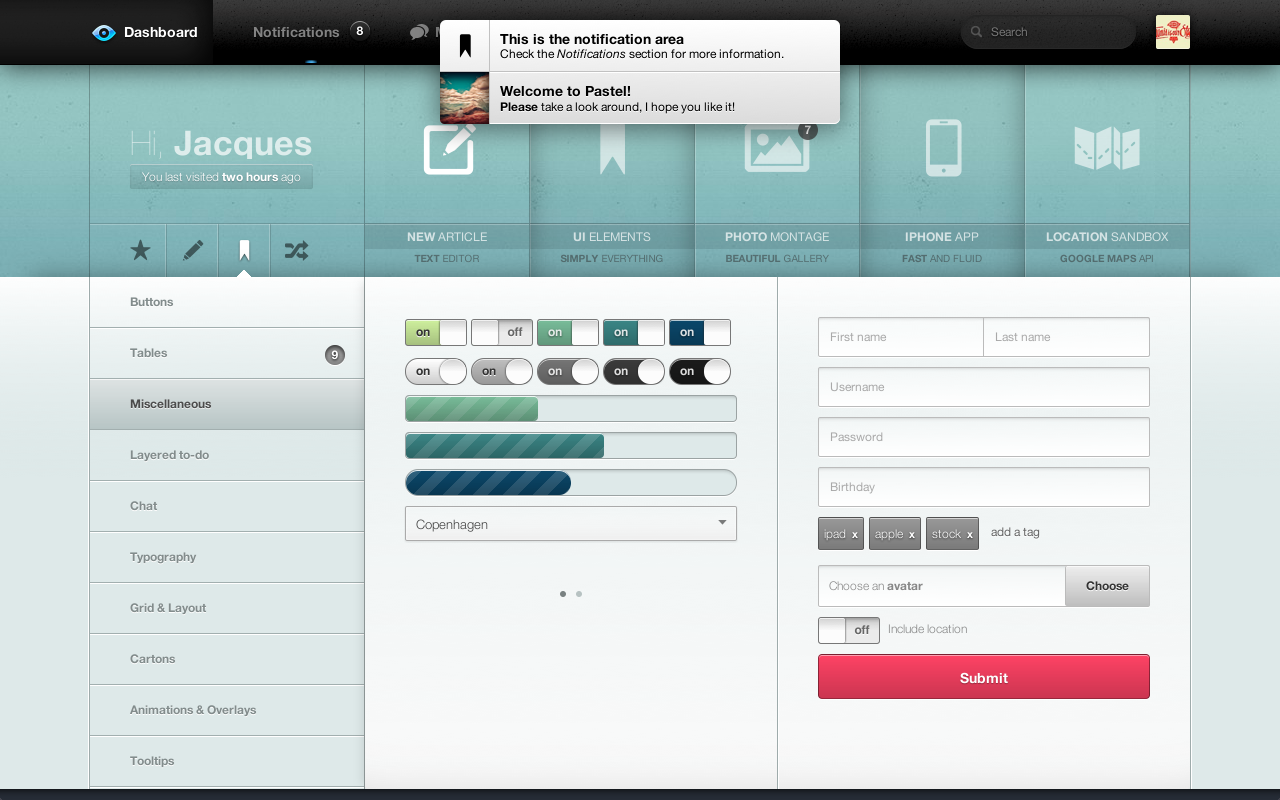 Dashboard
Notifications 8
M
Search
This is the notification area
Check the Notifications section for more information.
Welcome to Pastel!
Please take a look around, I hope you like it!
Hi, Jacques
You last visited two hours ago
7
NEW ARTICLE
TEXT EDITOR
UI ELEMENTS
SIMPLY EVERYTHING
PHOTO MONTAGE
BEAUTIFUL GALLERY
IPHONE APP
FAST AND FLUID
LOCATION SANDBOX
GOOGLE MAPS API
Buttons
Tables 9
Miscellaneous
Layered to-do
Chat
Typography
Grid & Layout
Cartons
Animations & Overlays
Tooltips
on off on on on
on on on on on
Copenhagen
First name Last name
Username
Password
Birthday
ipad x apple x stock x add a tag
Choose an avatar Choose
off Include location
Submit